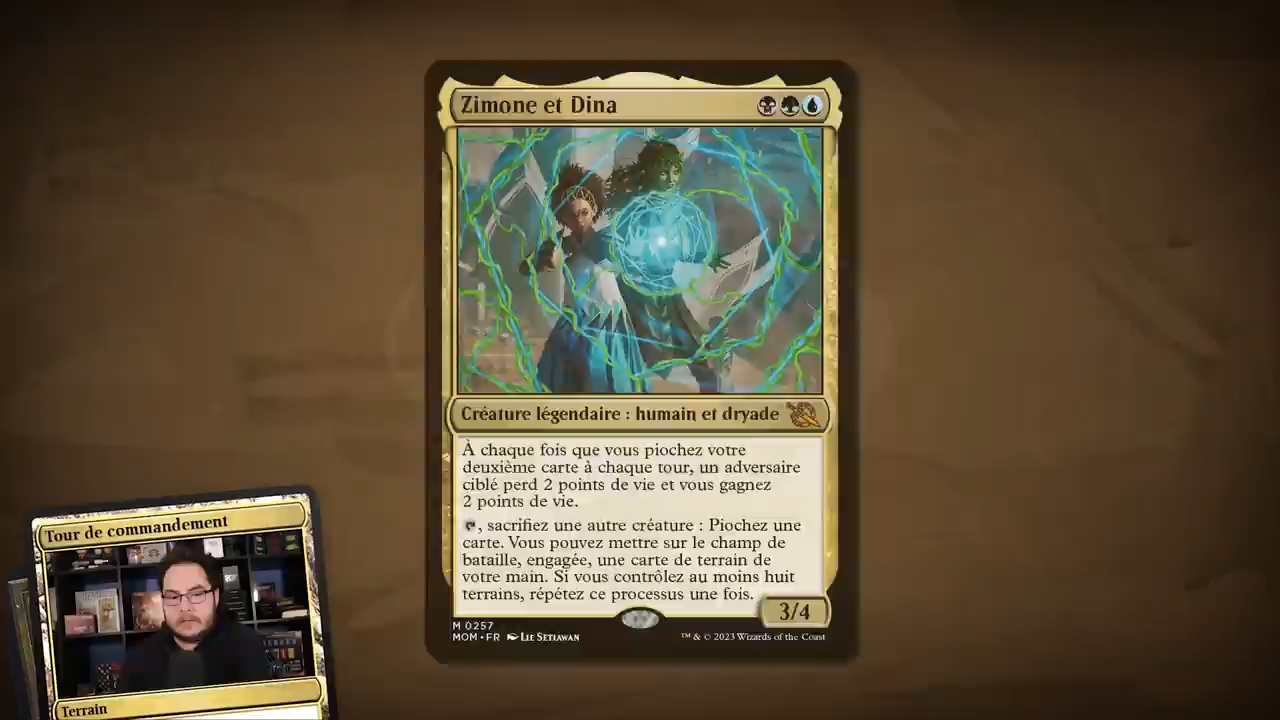 Zimone et Dina
Créature légendaire : humain et dryade
À chaque fois que vous piochez votre
deuxième carte à chaque tour, un adversaire
ciblé perd 2 points de vie et vous gagnez
2 points de vie.
, sacrifiez une autre créature : Piochez une
carte. Vous pouvez mettre sur le champ de
bataille, engagée, une carte de terrain de
votre main. Si vous contrôlez au moins huit
terrains, répétez ce processus une fois.
3/4
M 0257
MOM • FR Lie Setiawan
™ & © 2023 Wizards of the Coast
Tour de commandement
Terrain